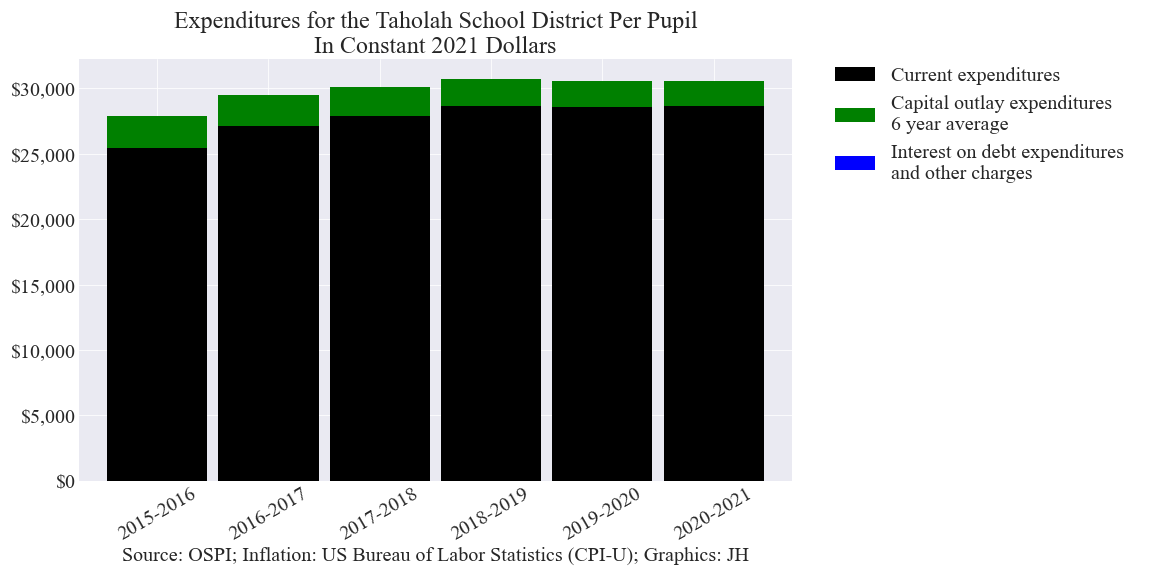 Expenditures for the Taholah School District Per Pupil
In Constant 2021 Dollars
$30,000
$25,000
$20,000
$15,000
$10,000
$5,000
$0
2015-2016
2016-2017
2017-2018
2018-2019
2019-2020
2020-2021
Source: OSPI; Inflation: US Bureau of Labor Statistics (CPI-U); Graphics: JH
Current expenditures
Capital outlay expenditures
6 year average
Interest on debt expenditures
and other charges